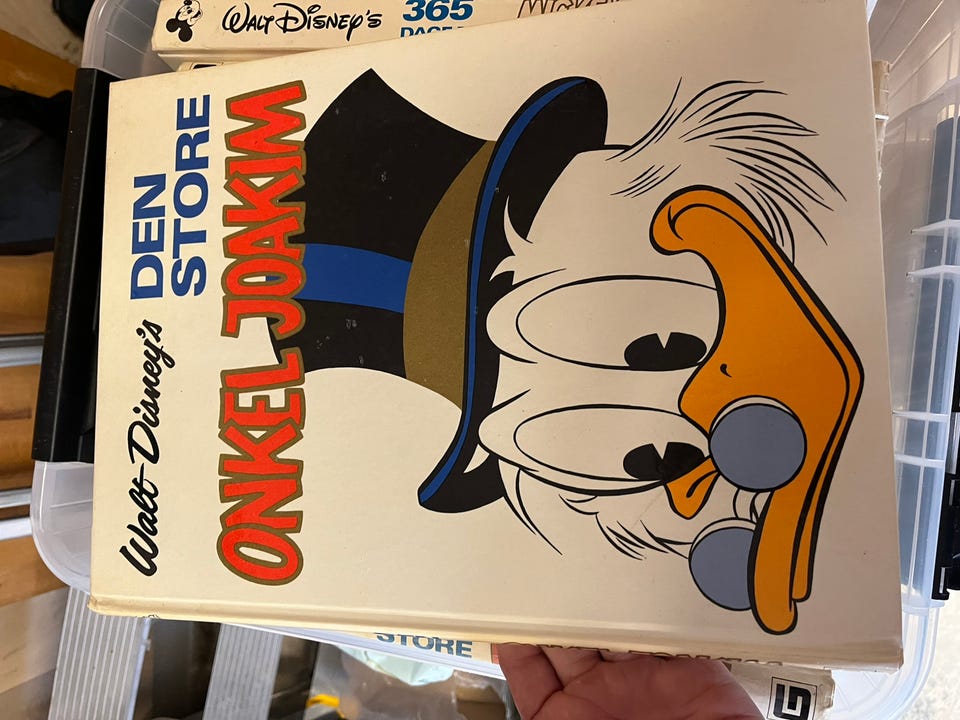 Walt Disney's
DEN
STORE
ONKEL JOAKIM
Walt Disney's
365
STORE
G